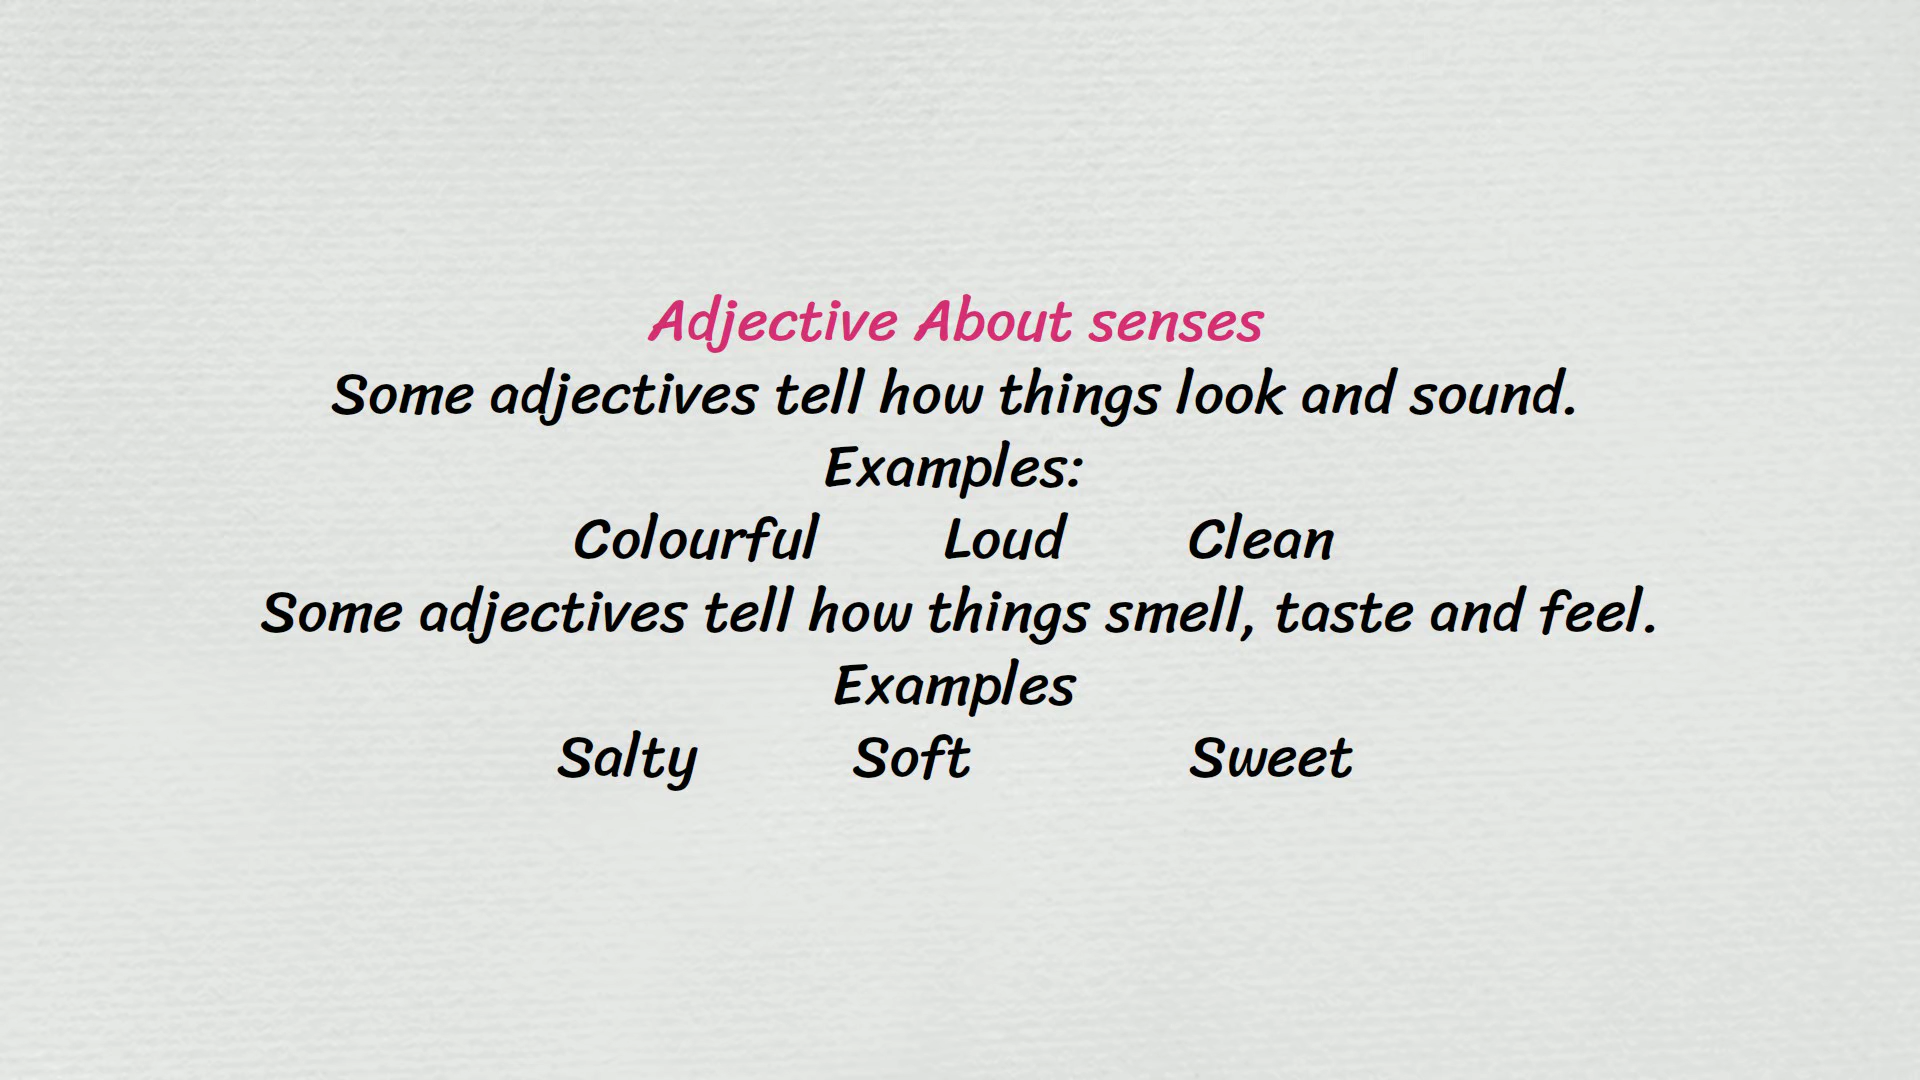 Adjective About senses
Some adjectives tell how things look and sound.
Examples:
Colourful Loud Clean
Some adjectives tell how things smell, taste and feel.
Examples
Salty Soft Sweet